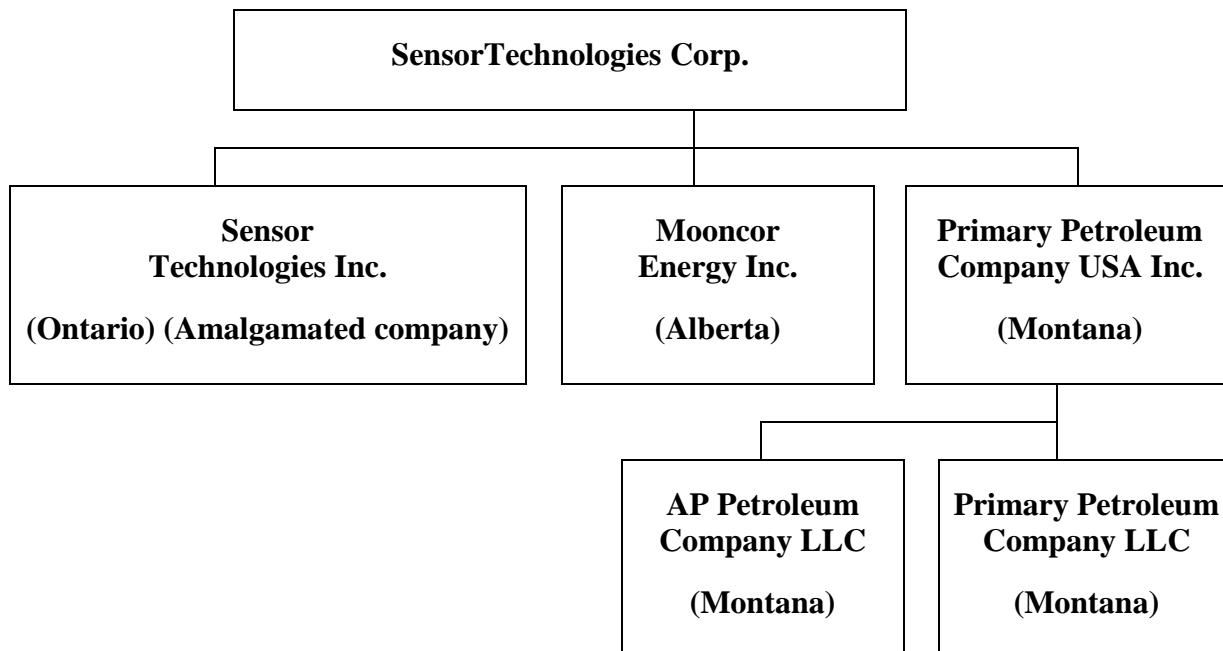 SensorTechnologies Corp.
Sensor
Technologies Inc.
(Ontario) (Amalgamated company)
Mooncor
Energy Inc.
(Alberta)
Primary Petroleum
Company USA Inc.
(Montana)
AP Petroleum
Company LLC
(Montana)
Primary Petroleum
Company LLC
(Montana)